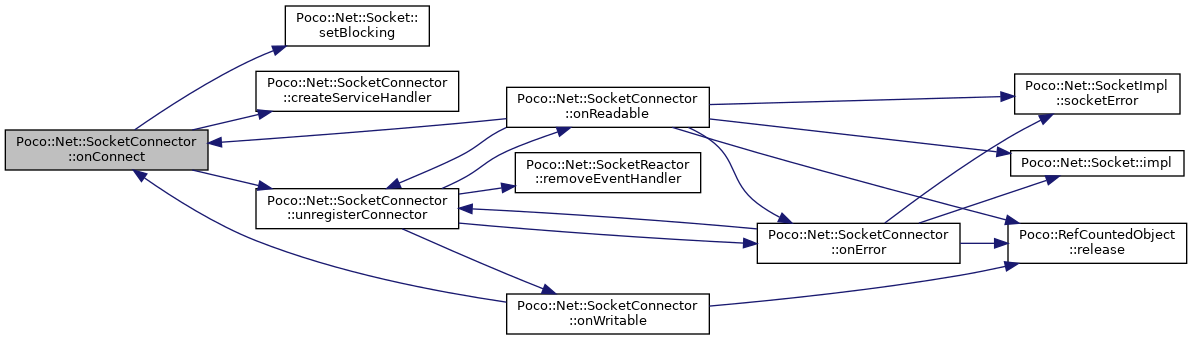 Poco::Net::Socket::
setBlocking
Poco::Net::SocketConnector
::createServiceHandler
Poco::Net::SocketConnector
::onConnect
Poco::Net::SocketConnector
::unregisterConnector
Poco::Net::SocketConnector
::onReadable
Poco::Net::SocketReactor
::removeEventHandler
Poco::Net::SocketConnector
::onError
Poco::Net::SocketConnector
::onWritable
Poco::Net::SocketImpl
::socketError
Poco::Net::Socket::impl
Poco::RefCountedObject
::release